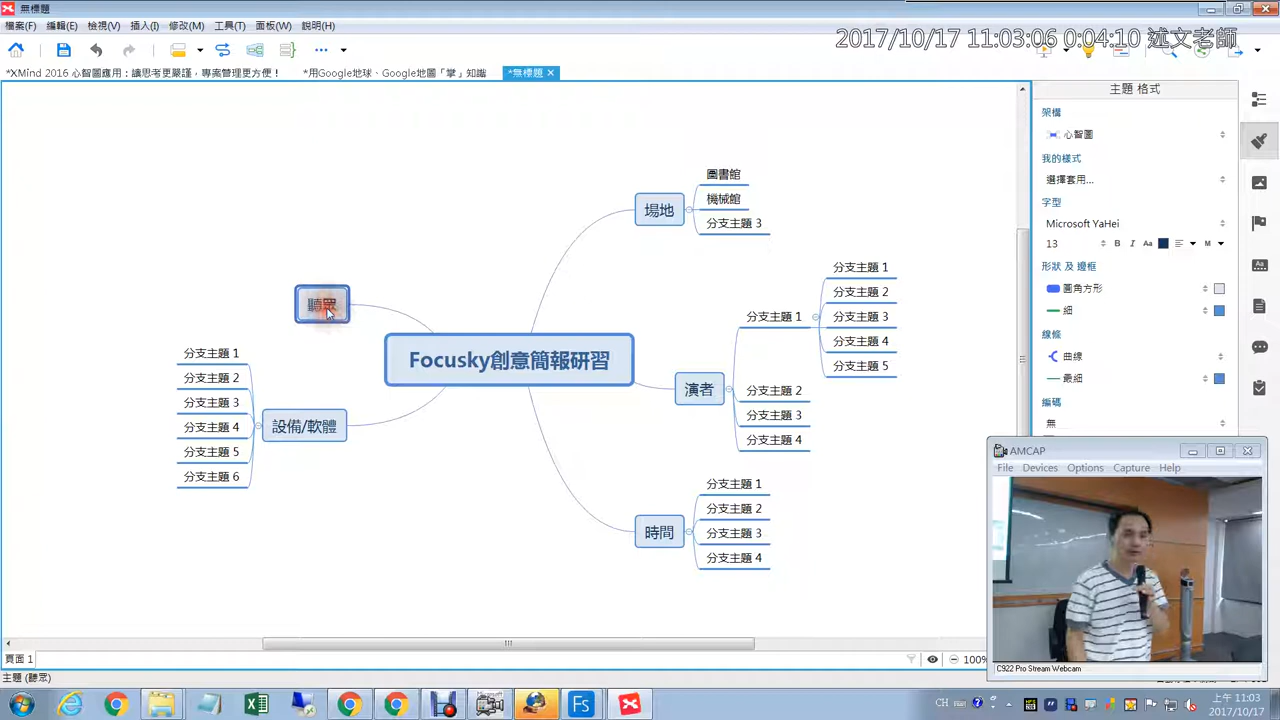 無標題
檔案(F) 編輯(E) 檢視(V) 插入(I) 修改(M) 工具(T) 面板(W) 說明(H)
2017/10/17 11:03:06 0:04:10 述文老師
*XMind 2016 心智圖應用：讓思考更嚴謹，專案管理更方便！ *用Google地球、Google地圖「掌」知識 *無標題
主題 格式
架構
心智圖
我的樣式
選擇套用...
字型
Microsoft YaHei
13 B I Aa M
形狀 及 邊框
圓角方形
細
線條
曲線
最細
編碼
無
圖書館
機械館
分支主題 3
場地
聽眾
Focusky創意簡報研習
演者
分支主題 1
分支主題 1
分支主題 2
分支主題 3
分支主題 4
分支主題 5
分支主題 2
分支主題 3
分支主題 4
設備/軟體
分支主題 1
分支主題 2
分支主題 3
分支主題 4
分支主題 5
分支主題 6
時間
分支主題 1
分支主題 2
分支主題 3
分支主題 4
AMCAP
File Devices Options Capture Help
C922 Pro Stream Webcam
頁面 1
100%
主題 (聽眾)
Fs
CH
上午 11:03
2017/10/17